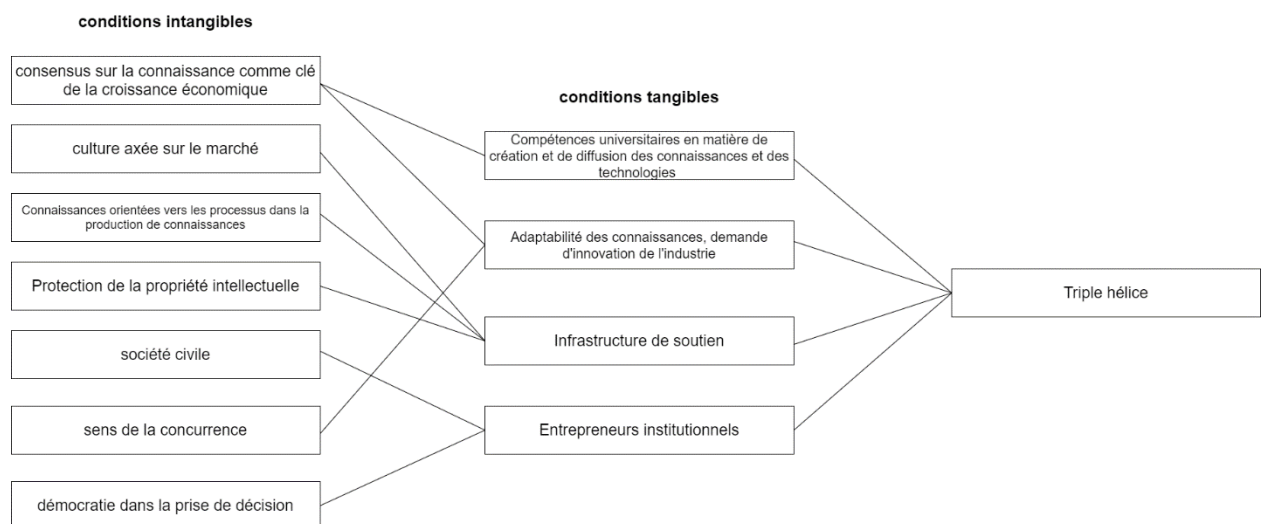 conditions intangibles
consensus sur la connaissance comme clé
de la croissance économique
culture axée sur le marché
Connaissances orientées vers les processus dans la
production de connaissances
Protection de la propriété intellectuelle
société civile
sens de la concurrence
démocratie dans la prise de décision
conditions tangibles
Compétences universitaires en matière de
création et de diffusion des connaissances et des
technologies
Adaptabilité des connaissances, demande
d'innovation de l'industrie
Infrastructure de soutien
Entrepreneurs institutionnels
Triple hélice